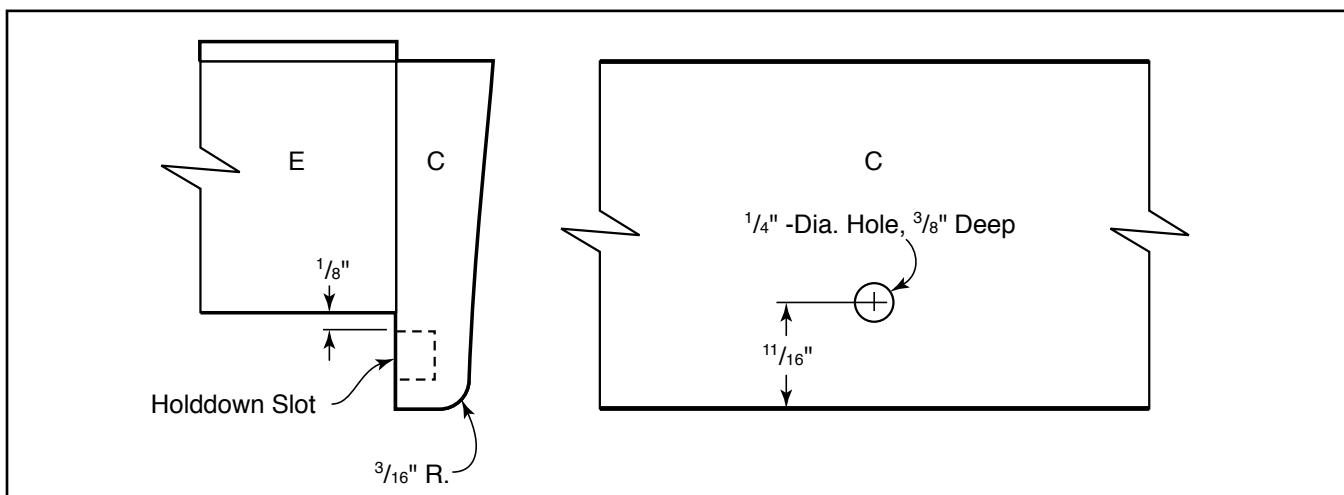 E
C
1/8"
Holddown Slot
3/16" R.
C
1/4" -Dia. Hole, 3/8" Deep
11/16"